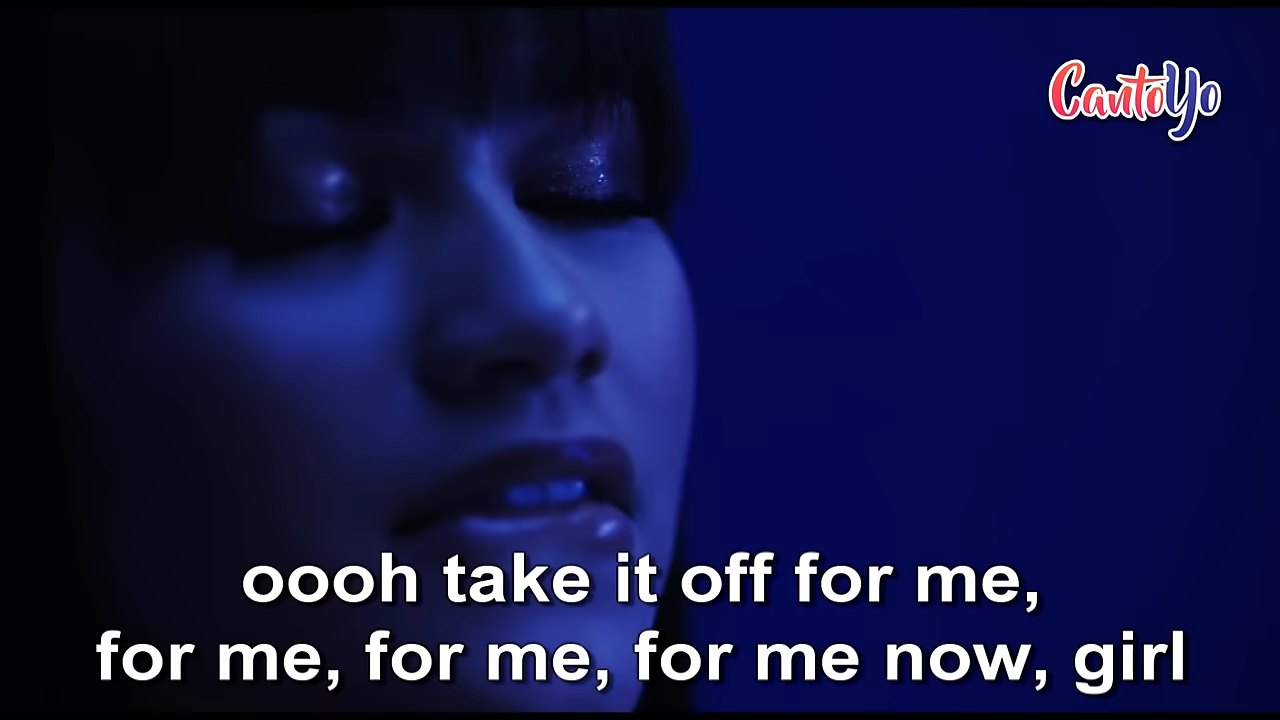 CantoYo
oooh take it off for me,
for me, for me, for me now, girl